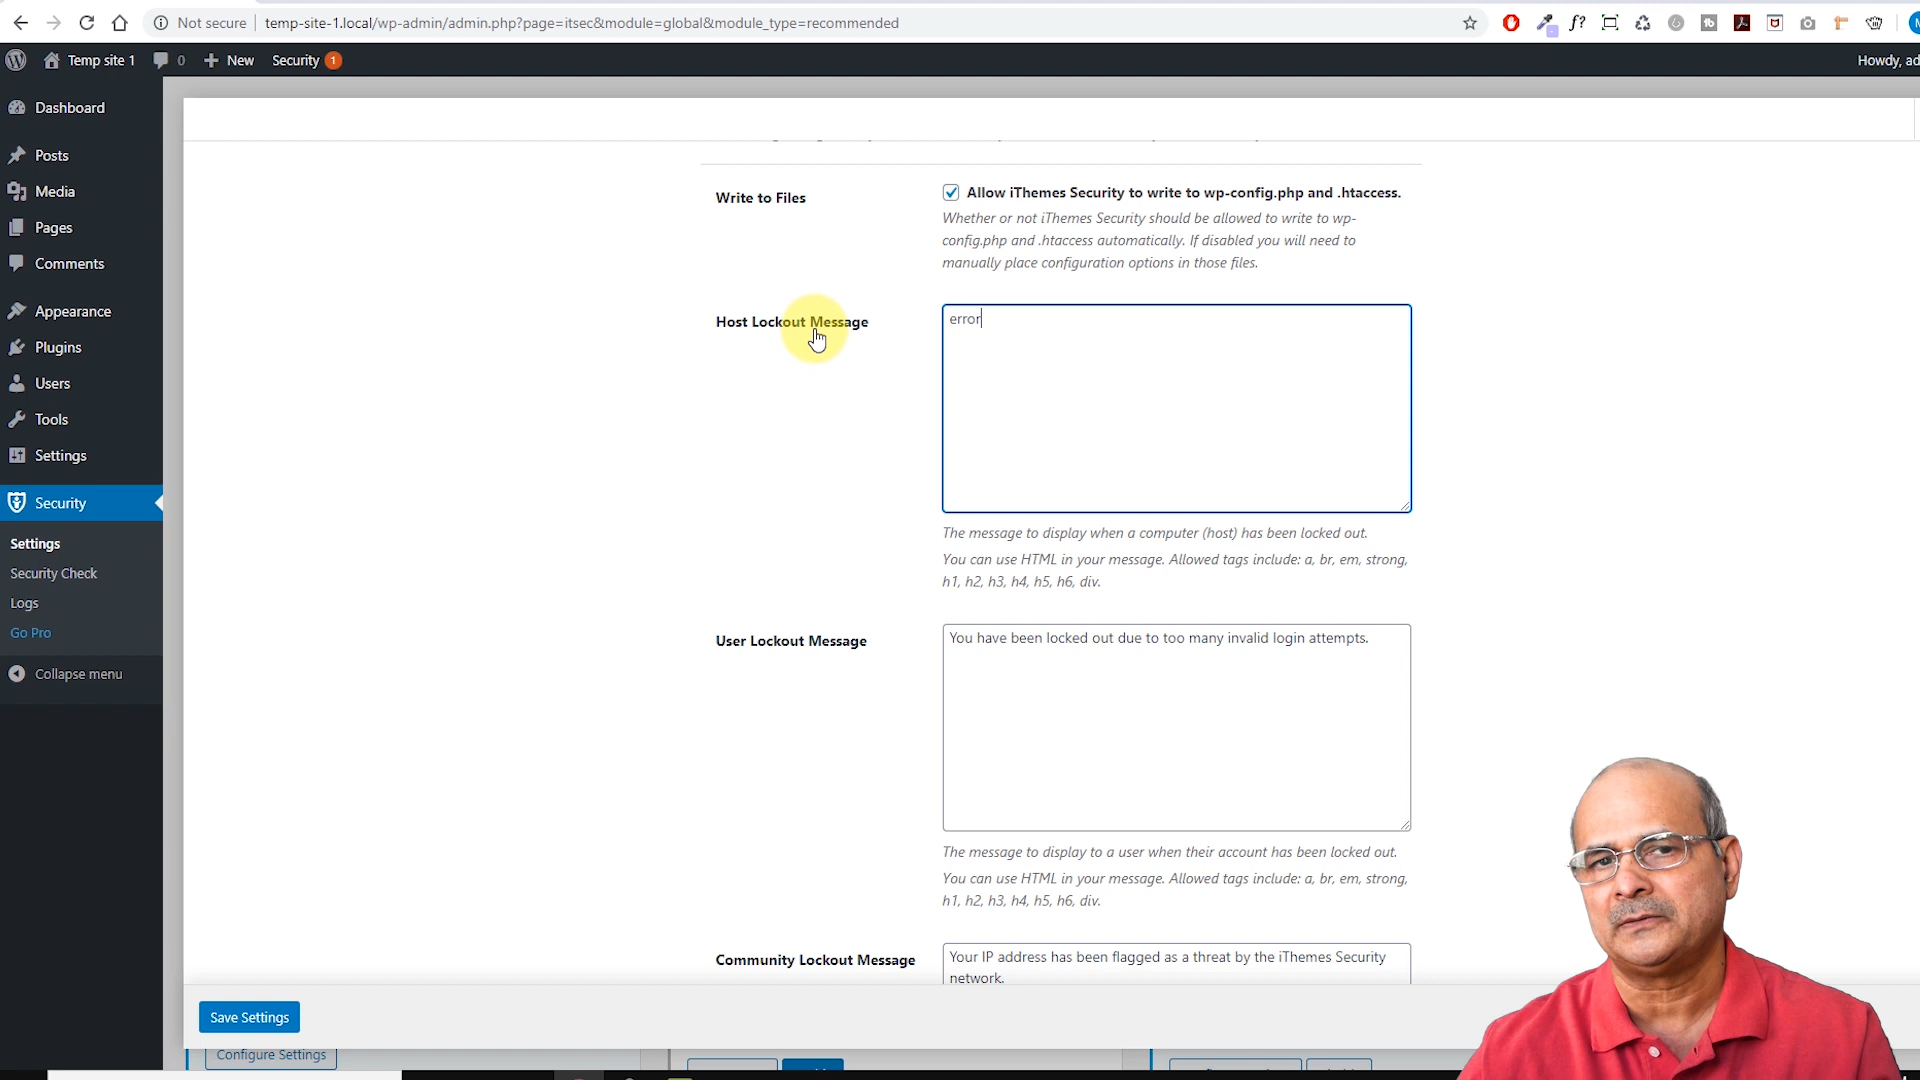 Not secure
temp-site-1.local/wp-admin/admin.php?page=itsec&module=global&module_type=recommended
Temp site 1
0
New
Security 1
Howdy, ad
Dashboard
Posts
Media
Pages
Comments
Appearance
Plugins
Users
Tools
Settings
Security
Settings
Security Check
Logs
Go Pro
Collapse menu
Write to Files
Allow iThemes Security to write to wp-config.php and .htaccess.
Whether or not iThemes Security should be allowed to write to wp-
config.php and .htaccess automatically. If disabled you will need to
manually place configuration options in those files.
Host Lockout Message
error
The message to display when a computer (host) has been locked out.
You can use HTML in your message. Allowed tags include: a, br, em, strong,
h1, h2, h3, h4, h5, h6, div.
User Lockout Message
You have been locked out due to too many invalid login attempts.
The message to display to a user when their account has been locked out.
You can use HTML in your message. Allowed tags include: a, br, em, strong,
h1, h2, h3, h4, h5, h6, div.
Community Lockout Message
Your IP address has been flagged as a threat by the iThemes Security
network.
Save Settings
Configure Settings